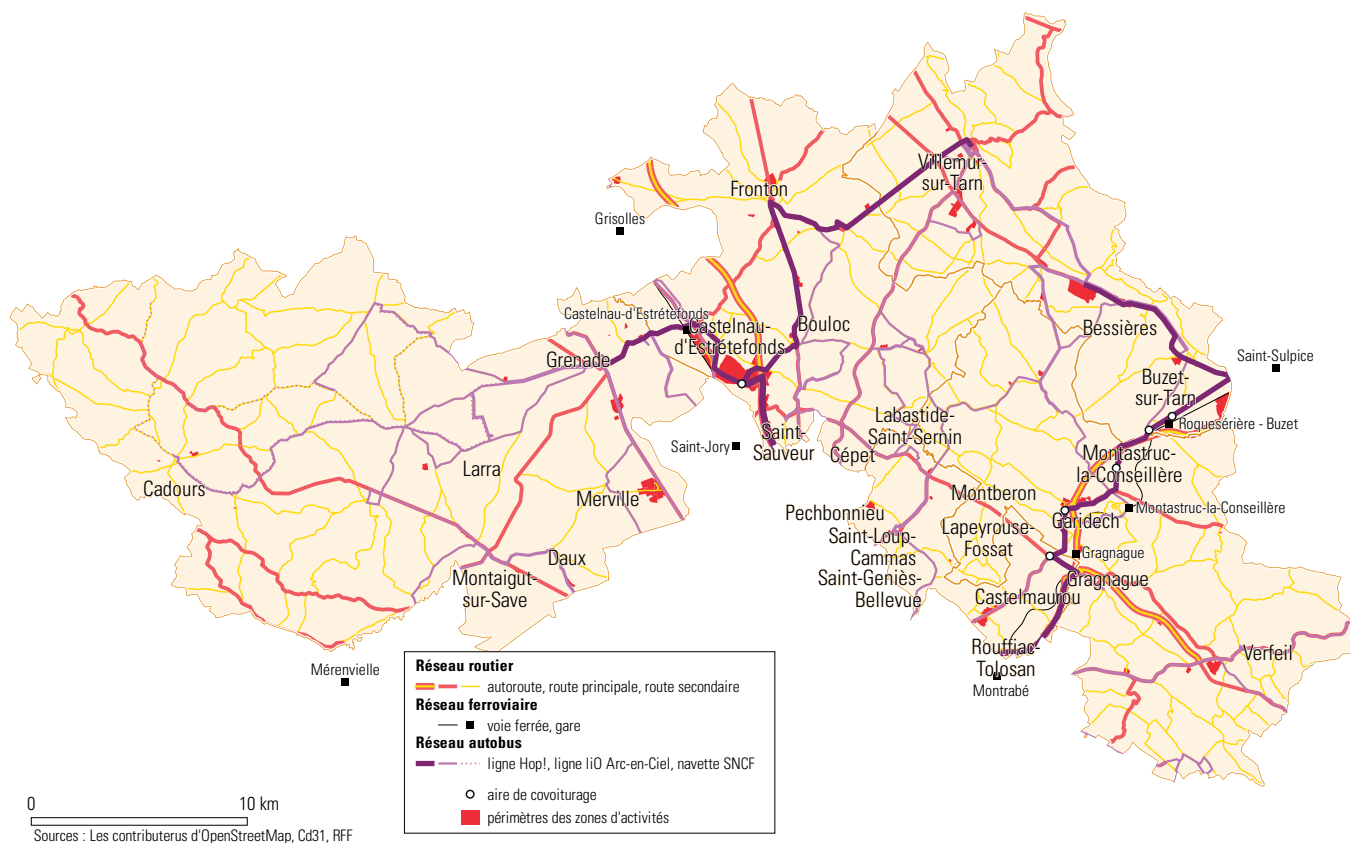 Villemur-
sur-Tarn
Fronton
Grisolles
Castelnau-d'Estrétefonds
Castelnau-
d'Estrétefonds
Bouloc
Bessières
Grenade
Saint-Sulpice
Buzet-
sur-Tarn
Roquesérière - Buzet
Labastide-
Saint-Sernin
Saint-Jory
Saint-
Sauveur
Cépet
Montastruc-
la-Conseillère
Larra
Cadours
Merville
Montberon
Pechbonnieu
Montastruc-la-Conseillère
Garidech
Lapeyrouse-
Fossat
Saint-Loup-
Cammas
Gragnague
Daux
Montaigut-
sur-Save
Saint-Geniès-
Bellevue
Gragnague
Castelmaurou
Rouffiac-
Tolosan
Verfeil
Mérenvielle
Montrabé
Réseau routier
autoroute, route principale, route secondaire
Réseau ferroviaire
voie ferrée, gare
Réseau autobus
ligne Hop!, ligne liO Arc-en-Ciel, navette SNCF
aire de covoiturage
périmètres des zones d'activités
0 10 km
Sources : Les contributerus d'OpenStreetMap, Cd31, RFF